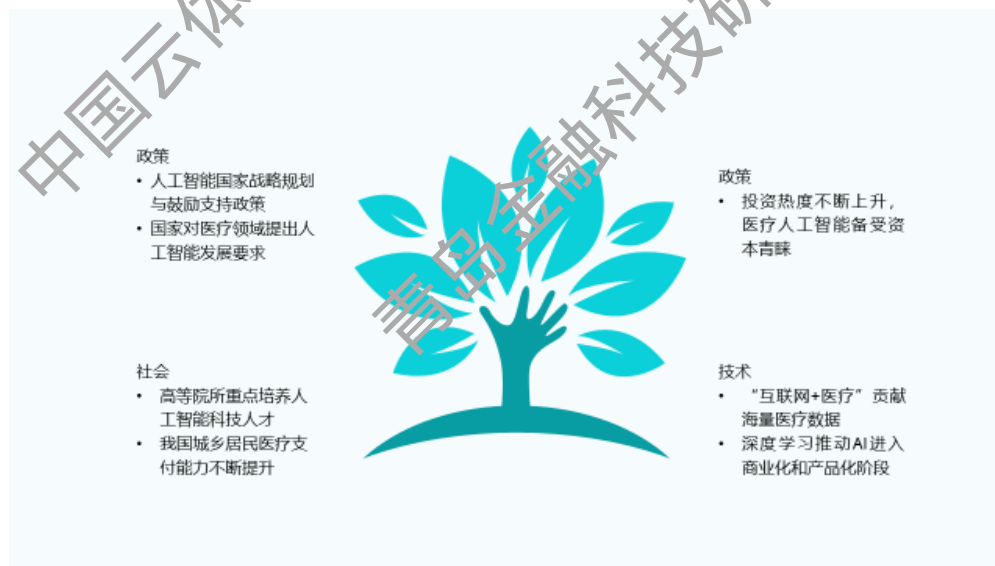 中国云体
青岛金融科技研
政策
• 人工智能国家战略规划
与鼓励支持政策
• 国家对医疗领域提出人
工智能发展要求
政策
• 投资热度不断上升，
医疗人工智能备受资
本青睐
社会
• 高等院所重点培养人
工智能科技人才
• 我国城乡居民医疗支
付能力不断提升
技术
• “互联网+医疗”贡献
海量医疗数据
• 深度学习推动AI进入
商业化和产品化阶段